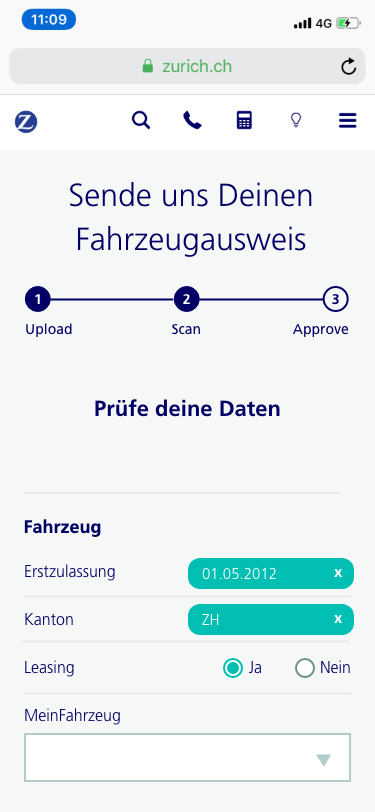 11:09
4G
zurich.ch
Z
Sende uns Deinen
Fahrzeugausweis
1 2 3
Upload Scan Approve
Prüfe deine Daten
Fahrzeug
Erstzulassung 01.05.2012 x
Kanton ZH x
Leasing Ja Nein
MeinFahrzeug